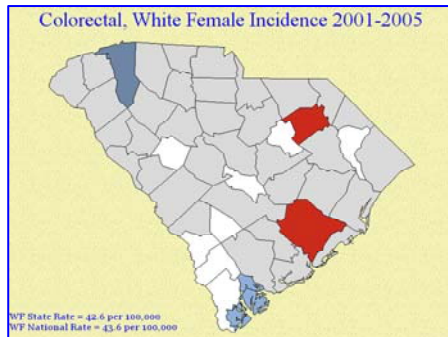 Colorectal, White Female Incidence 2001-2005
WF State Rate = 42.6 per 100,000
WF National Rate = 43.6 per 100,000